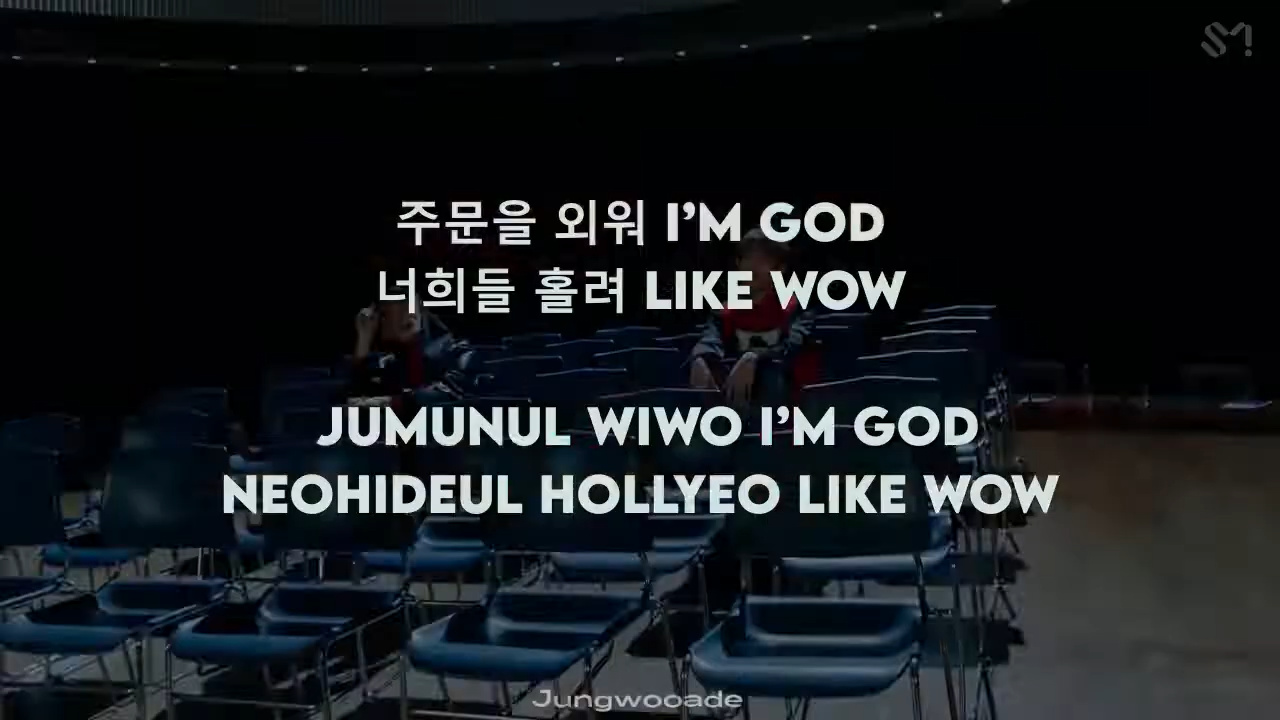 SM!
주문을 외워 I'M GOD
너희들 홀려 LIKE WOW
JUMUNUL WIWO I'M GOD
NEOHIDEUL HOLLYEO LIKE WOW
Jungwooade